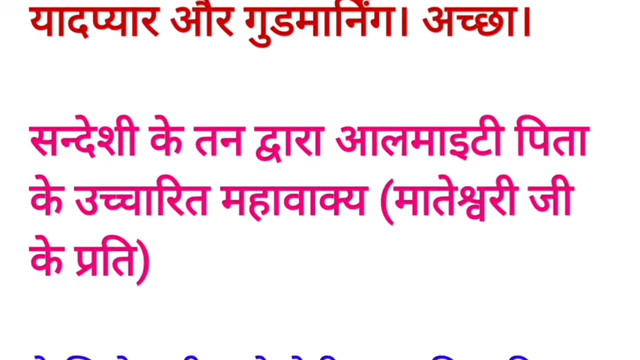 यादप्यार और गुडमार्निंग। अच्छा।
सन्देशी के तन द्वारा आलमाइटी पिता
के उच्चारित महावाक्य (मातेश्वरी जी
के प्रति)